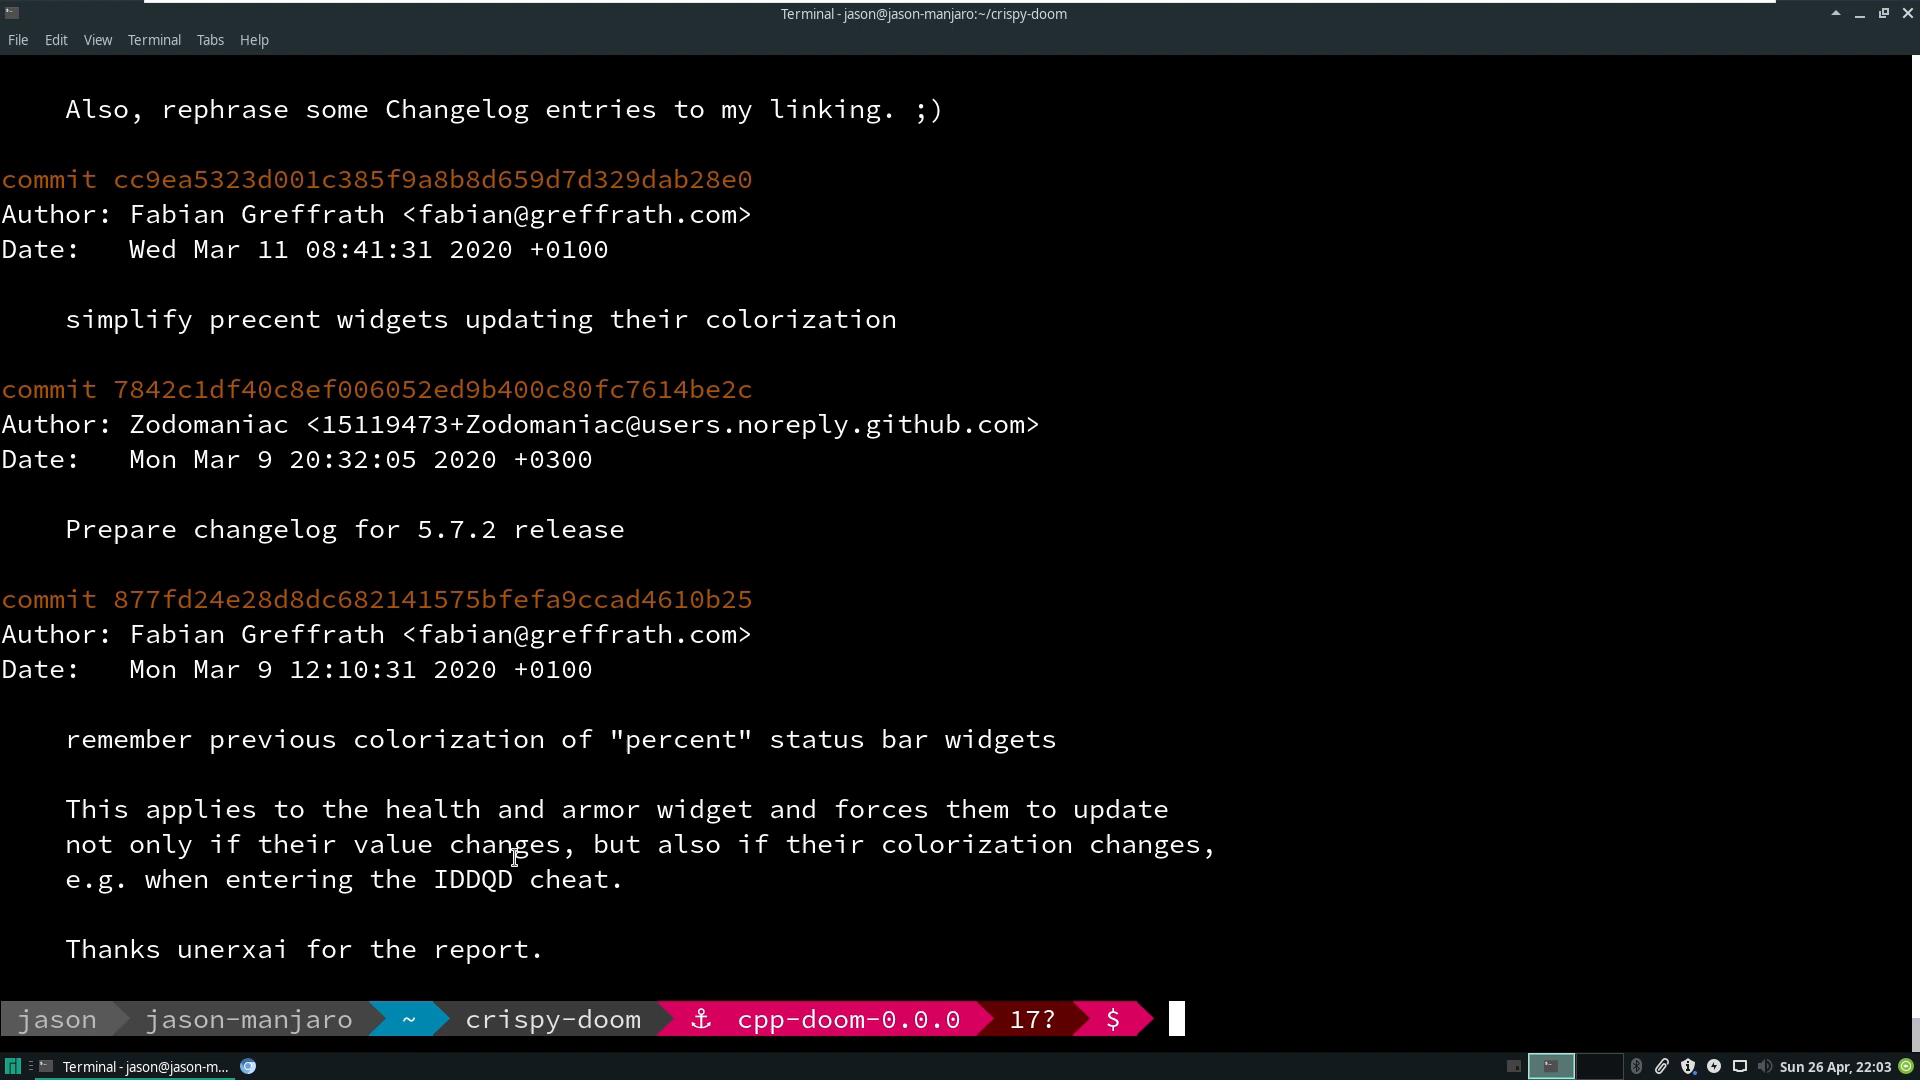 Terminal - jason@jason-manjaro:~/crispy-doom
File Edit View Terminal Tabs Help
Also, rephrase some Changelog entries to my linking. ;)
commit cc9ea5323d001c385f9a8b8d659d7d329dab28e0
Author: Fabian Greffrath <fabian@greffrath.com>
Date:   Wed Mar 11 08:41:31 2020 +0100
simplify precent widgets updating their colorization
commit 7842c1df40c8ef006052ed9b400c80fc7614be2c
Author: Zodomaniac <15119473+Zodomaniac@users.noreply.github.com>
Date:   Mon Mar 9 20:32:05 2020 +0300
Prepare changelog for 5.7.2 release
commit 877fd24e28d8dc682141575bfefa9ccad4610b25
Author: Fabian Greffrath <fabian@greffrath.com>
Date:   Mon Mar 9 12:10:31 2020 +0100
remember previous colorization of "percent" status bar widgets
This applies to the health and armor widget and forces them to update
not only if their value changes, but also if their colorization changes,
e.g. when entering the IDDQD cheat.
Thanks unerxai for the report.
jason jason-manjaro ~ crispy-doom ⚓ cpp-doom-0.0.0 17? $
Terminal - jason@jason-m... Sun 26 Apr, 22:03